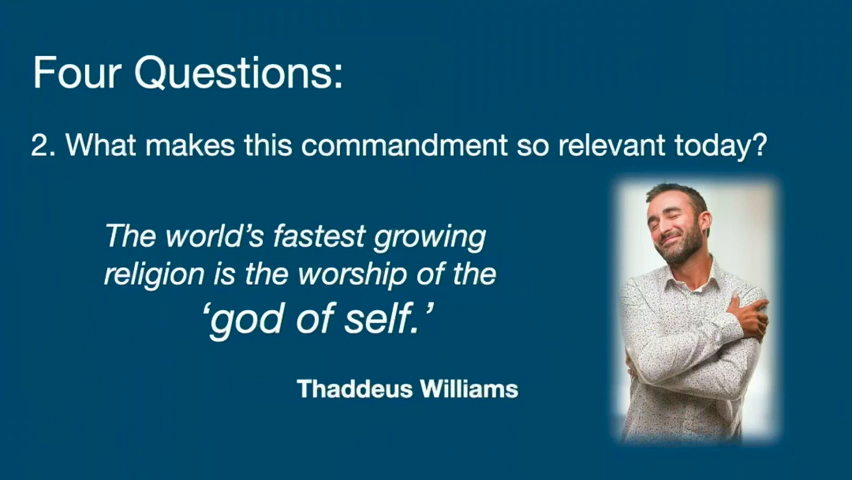 Four Questions:
2. What makes this commandment so relevant today?
The world's fastest growing
religion is the worship of the
‘god of self.’
Thaddeus Williams